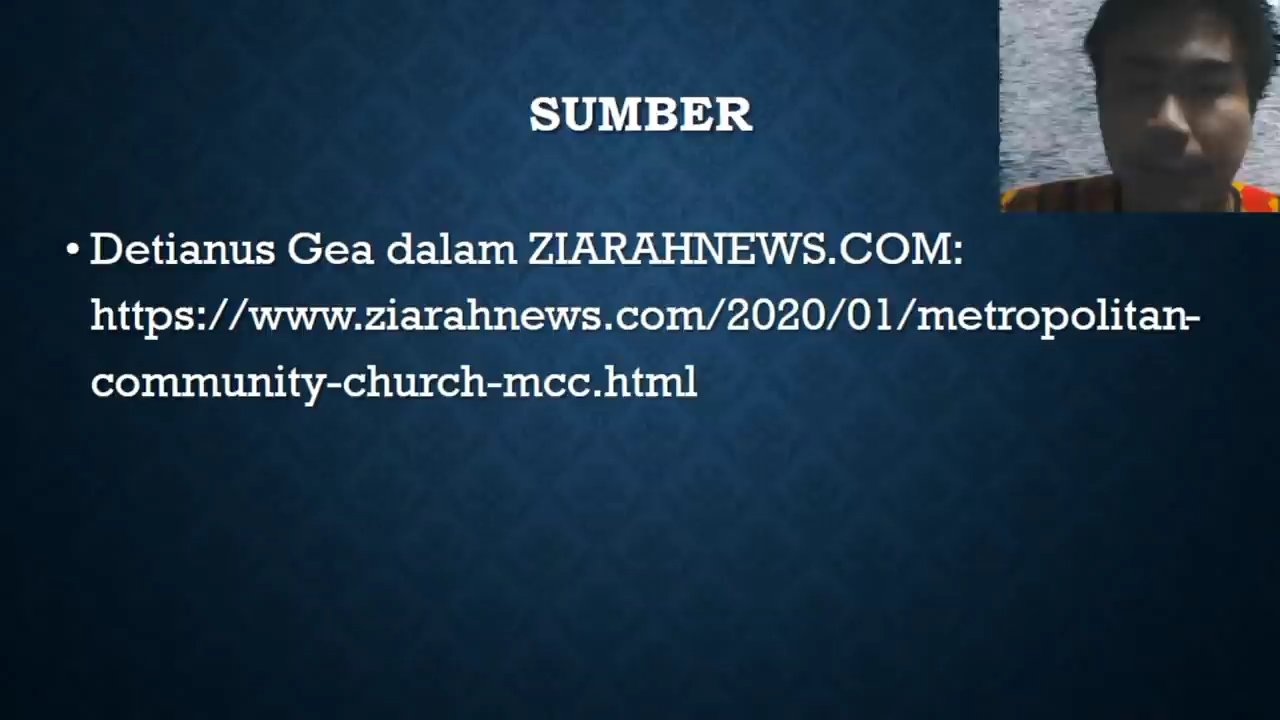 SUMBER
• Detianus Gea dalam ZIARAHNEWS.COM:
https://www.ziarahnews.com/2020/01/metropolitan-
community-church-mcc.html